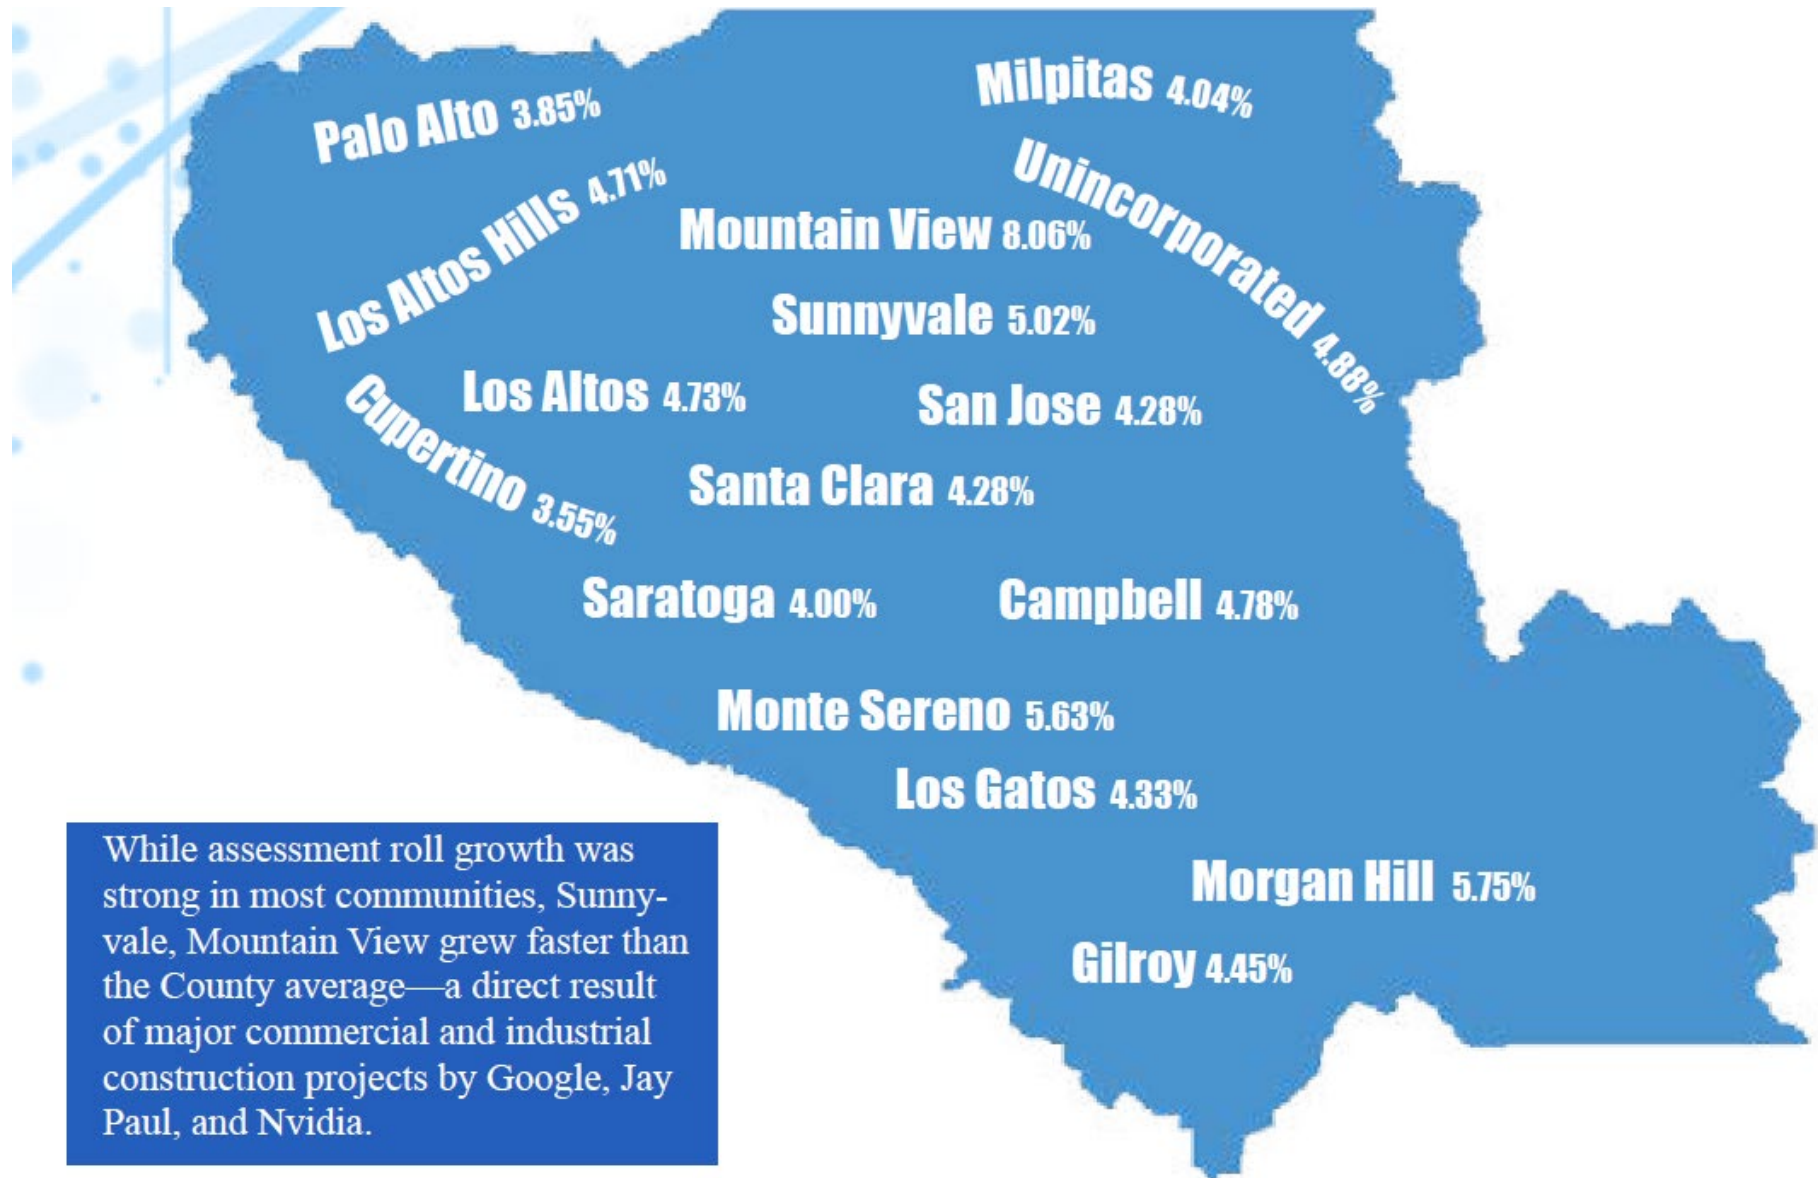 Palo Alto 3.85%
Milpitas 4.04%
Los Altos Hills 4.71%
Unincorporated 4.88%
Mountain View 8.06%
Sunnyvale 5.02%
Cupertino 3.55%
Los Altos 4.73%
San Jose 4.28%
Santa Clara 4.28%
Saratoga 4.00%
Campbell 4.78%
Monte Sereno 5.63%
Los Gatos 4.33%
Morgan Hill 5.75%
Gilroy 4.45%
While assessment roll growth was
strong in most communities, Sunny-
vale, Mountain View grew faster than
the County average—a direct result
of major commercial and industrial
construction projects by Google, Jay
Paul, and Nvidia.